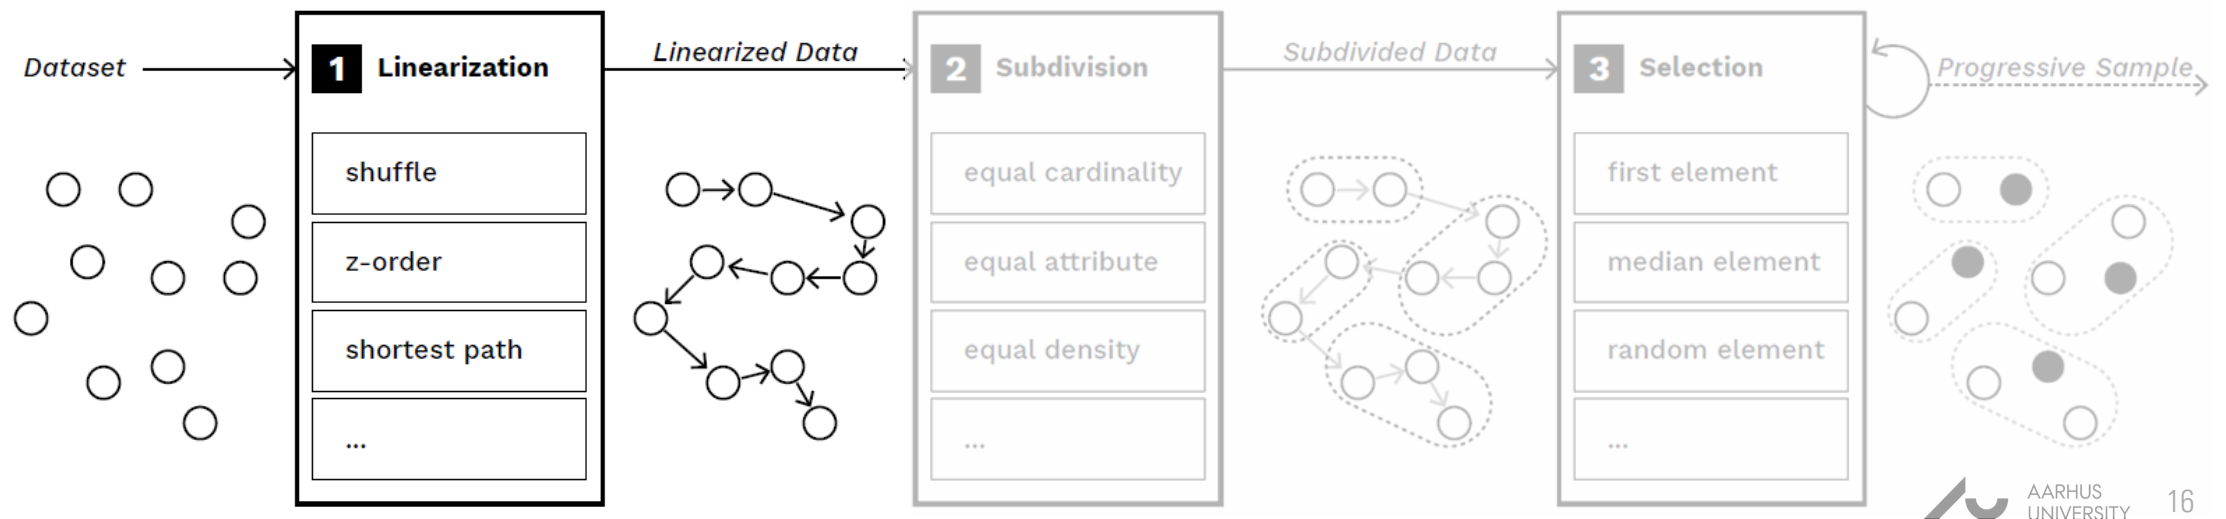 Dataset
1 Linearization
shuffle
z-order
shortest path
...
Linearized Data
2 Subdivision
equal cardinality
equal attribute
equal density
...
Subdivided Data
3 Selection
first element
median element
random element
...
Progressive Sample
AARHUS
UNIVERSITY
16